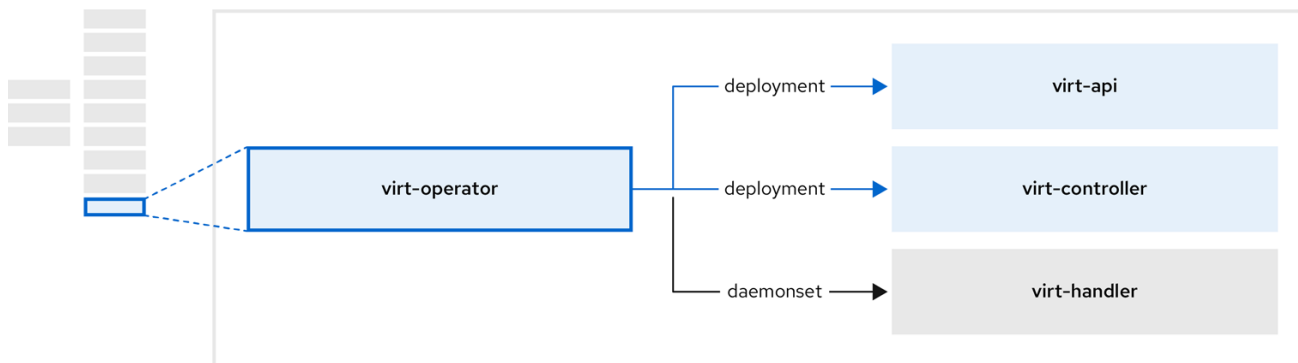 deployment
virt-api
virt-operator
deployment
virt-controller
daemonset
virt-handler